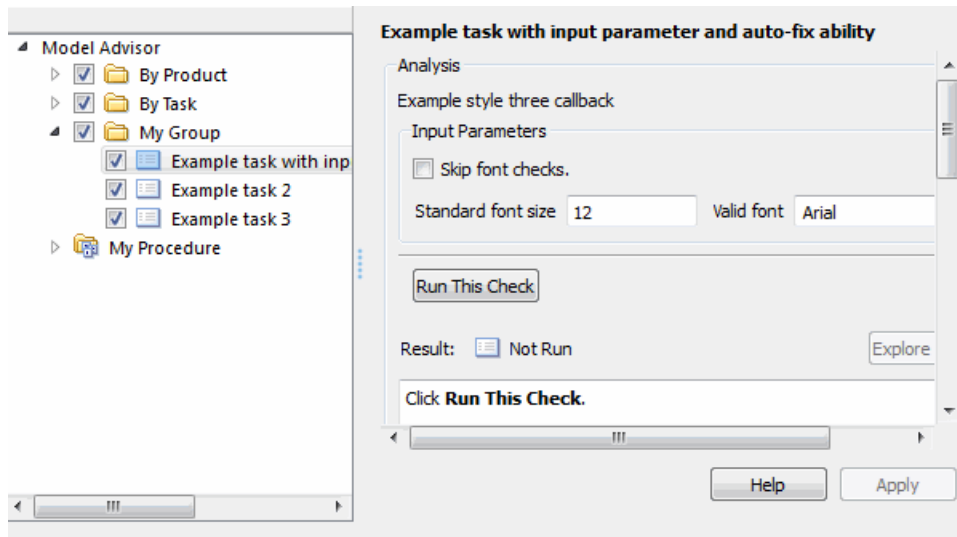 Model Advisor
By Product
By Task
My Group
Example task with inp
Example task 2
Example task 3
My Procedure
Example task with input parameter and auto-fix ability
Analysis
Example style three callback
Input Parameters
Skip font checks.
Standard font size 12 Valid font Arial
Run This Check
Result: Not Run Explore
Click Run This Check.
Help Apply